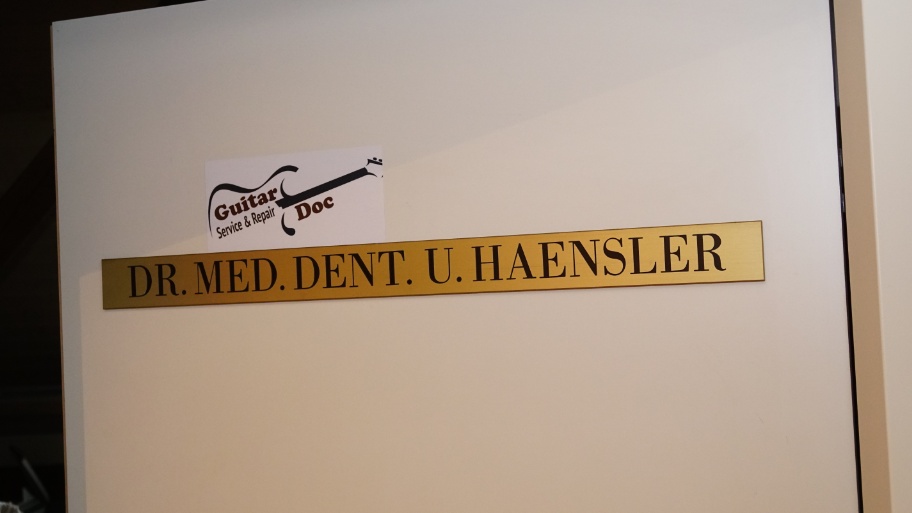 Guitar
Doc
Service & Repair
DR. MED. DENT. U. HAENSLER